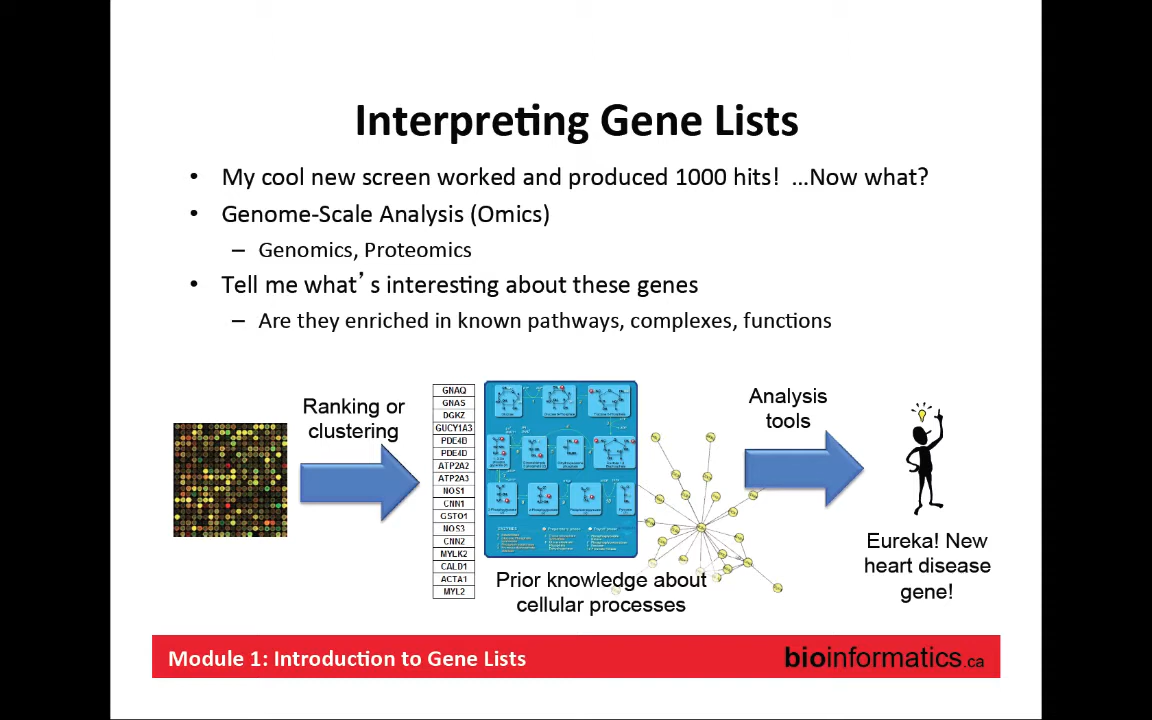 Interpreting Gene Lists
• My cool new screen worked and produced 1000 hits! …Now what?
• Genome-Scale Analysis (Omics)
– Genomics, Proteomics
• Tell me what's interesting about these genes
– Are they enriched in known pathways, complexes, functions
Ranking or
clustering
GNAQ
GNAS
DGKZ
GUCY1A3
PDE4B
PDE4D
ATP2A2
ATP2A3
NOS1
CNN1
GSTO1
NOS3
CNN2
MYLK2
CALD1
ACTA1
MYL2
Prior knowledge about
cellular processes
Analysis
tools
Eureka! New
heart disease
gene!
Module 1: Introduction to Gene Lists
bioinformatics.ca